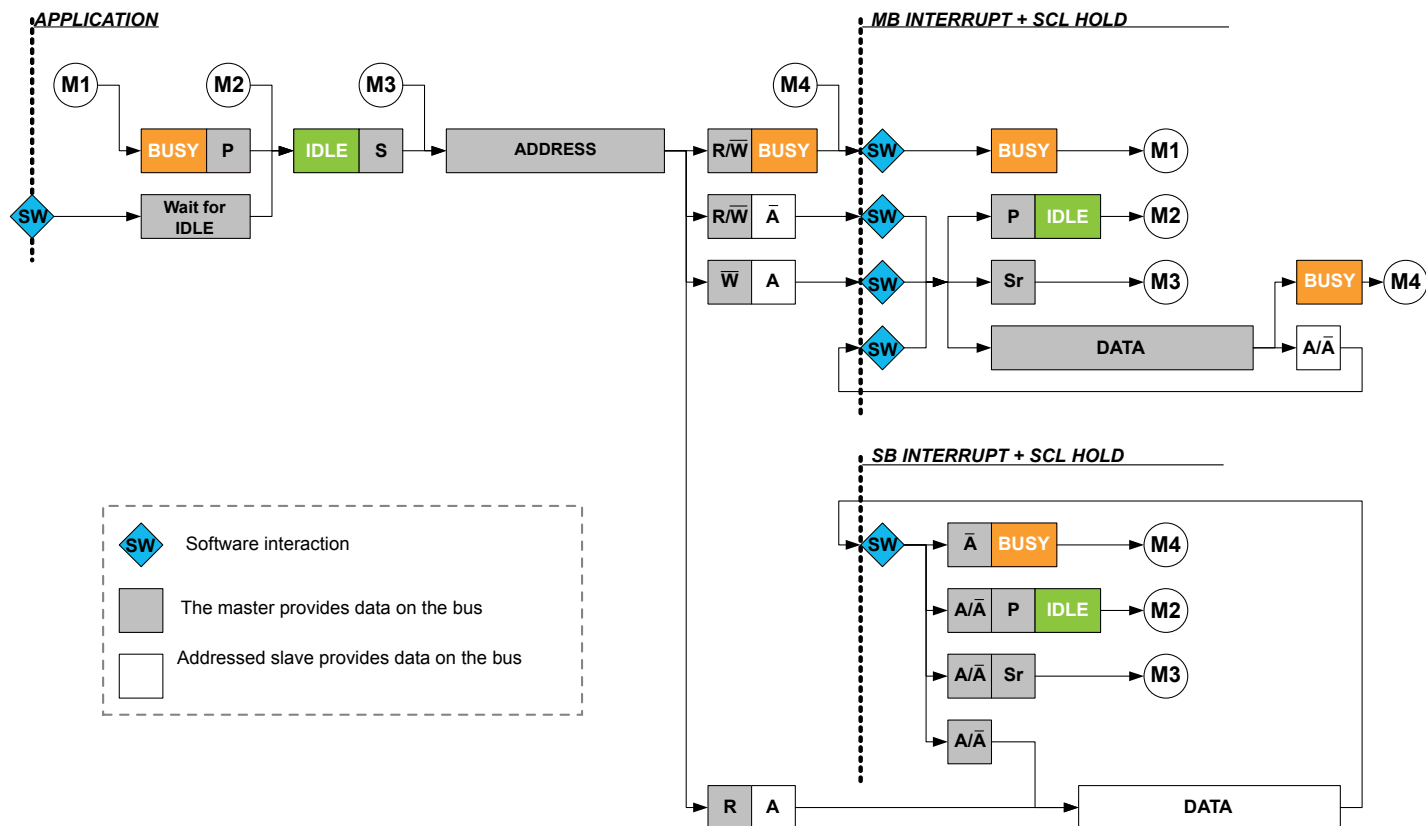 APPLICATION
MB INTERRUPT + SCL HOLD
M1
M2
M3
M4
BUSY P
IDLE S
ADDRESS
R/W̅ BUSY
SW
BUSY
M1
SW
Wait for
IDLE
R/W̅ A̅
SW
P IDLE
M2
W̅ A
SW
Sr
M3
BUSY
M4
SW
DATA
A/A̅
SB INTERRUPT + SCL HOLD
SW
A̅ BUSY
M4
A/A̅ P IDLE
M2
A/A̅ Sr
M3
A/A̅
R A
DATA
SW Software interaction
The master provides data on the bus
Addressed slave provides data on the bus